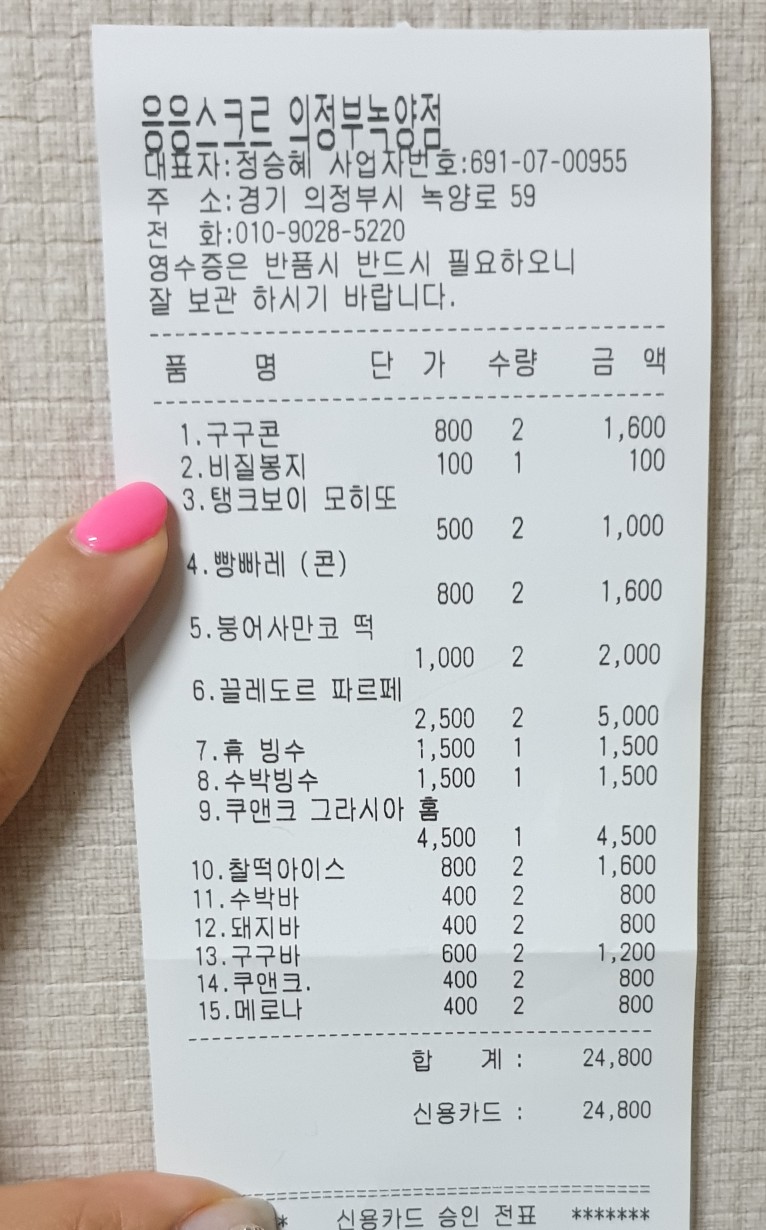 응응스크르 의정부녹양점
대표자:정승혜 사업자번호:691-07-00955
주 소:경기 의정부시 녹양로 59
전 화:010-9028-5220
영수증은 반품시 반드시 필요하오니
잘 보관 하시기 바랍니다.
품 명 단 가 수량 금 액
1.구구콘 800 2 1,600
2.비질봉지 100 1 100
3.탱크보이 모히또
500 2 1,000
4.빵빠레 (콘)
800 2 1,600
5.붕어사만코 떡
1,000 2 2,000
6.끌레도르 파르페
2,500 2 5,000
7.휴 빙수 1,500 1 1,500
8.수박빙수 1,500 1 1,500
9.쿠앤크 그라시아 홈
4,500 1 4,500
10.찰떡아이스 800 2 1,600
11.수박바 400 2 800
12.돼지바 400 2 800
13.구구바 600 2 1,200
14.쿠앤크. 400 2 800
15.메로나 400 2 800
합 계 : 24,800
신용카드 : 24,800
* 신용카드 승인 전표 *******